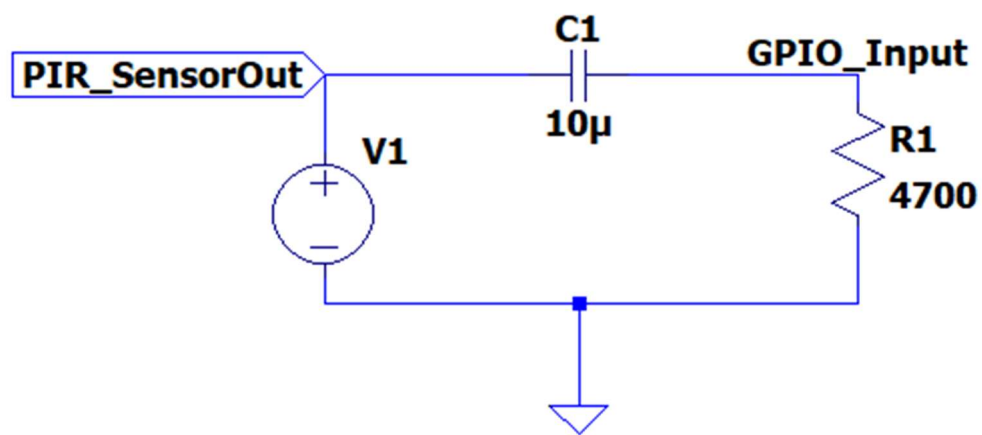 C1
GPIO_Input
PIR_SensorOut
10µ
V1
R1
4700